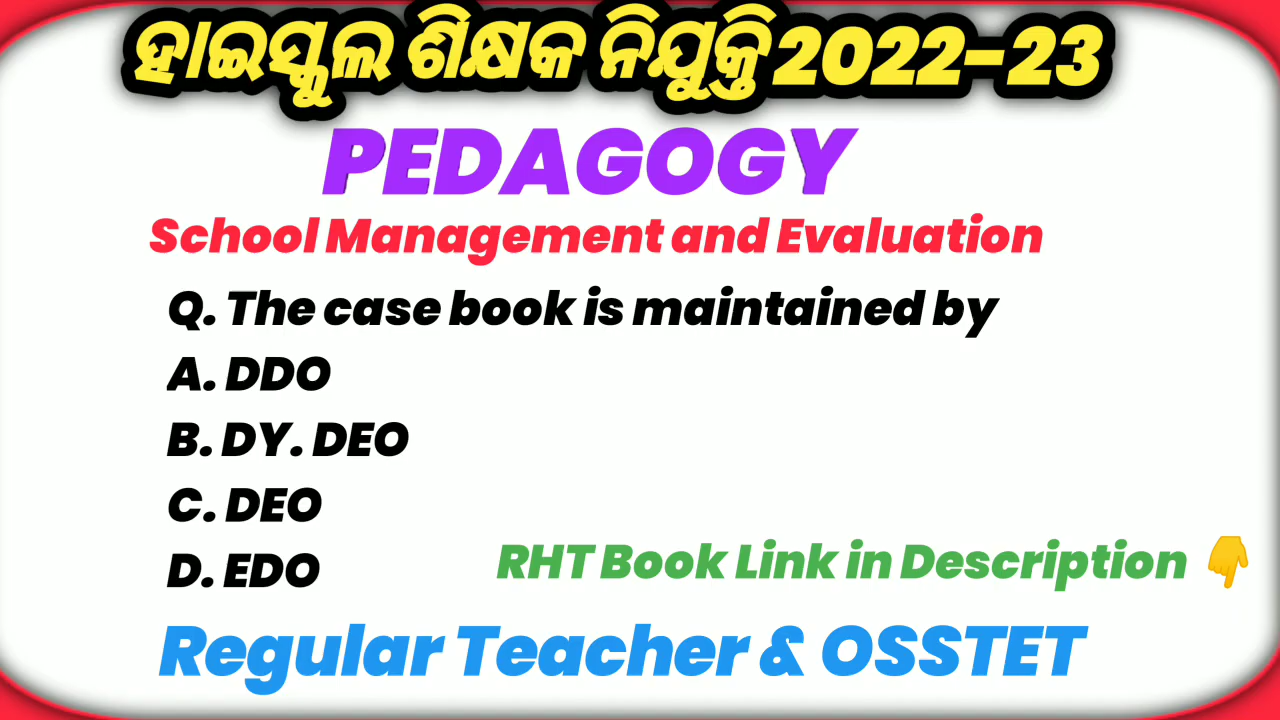 ହାଇସ୍କୁଲ ଶିକ୍ଷକ ନିଯୁକ୍ତି 2022-23
PEDAGOGY
School Management and Evaluation
Q. The case book is maintained by
A. DDO
B. DY. DEO
C. DEO
D. EDO
RHT Book Link in Description 👇
Regular Teacher & OSSTET